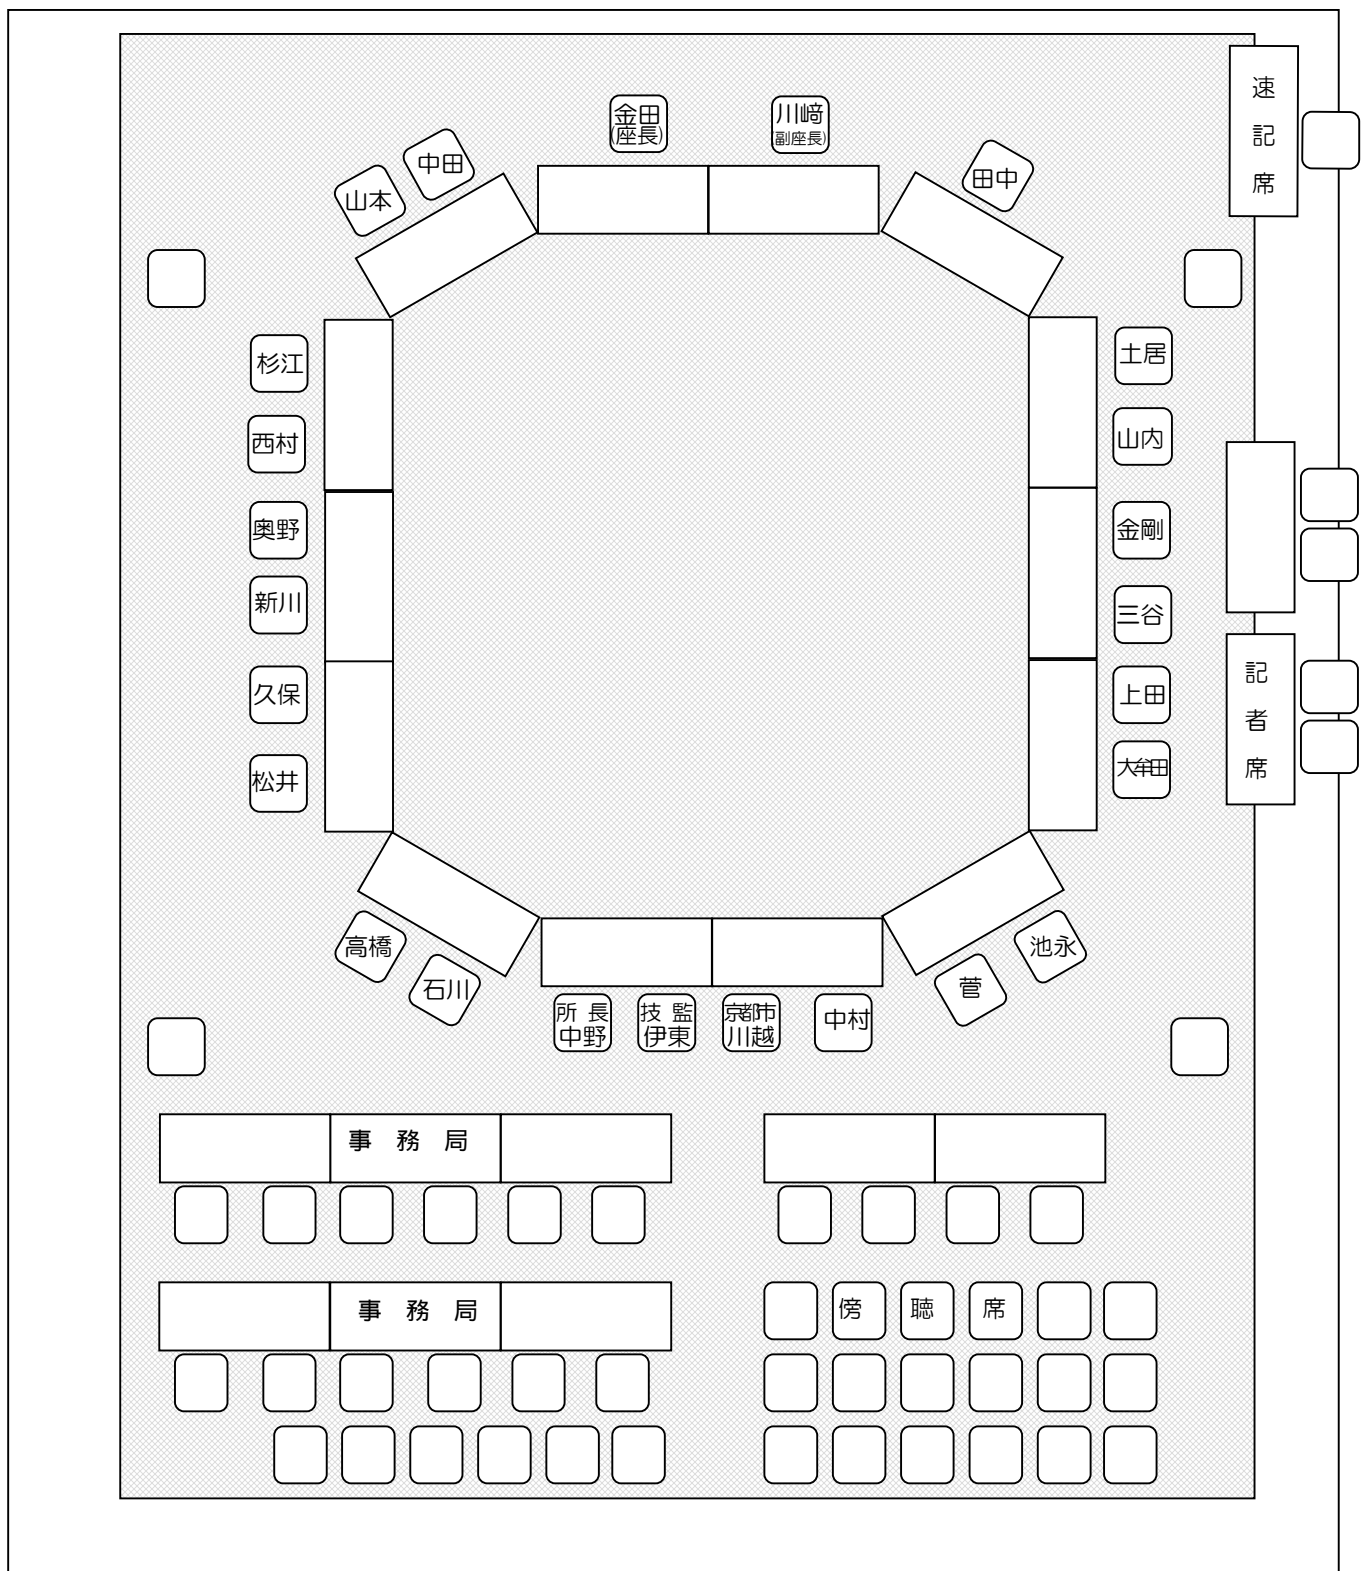 速
記
席
金田
(座長)
川﨑
(副座長)
中田
山本
田中
杉江
土居
西村
山内
奥野
金剛
新川
三谷
久保
上田
松井
大牟田
記
者
席
高橋
石川
池永
菅
所 長
中野
技 監
伊東
京都市
川越
中村
事 務 局
事 務 局
傍 聴 席